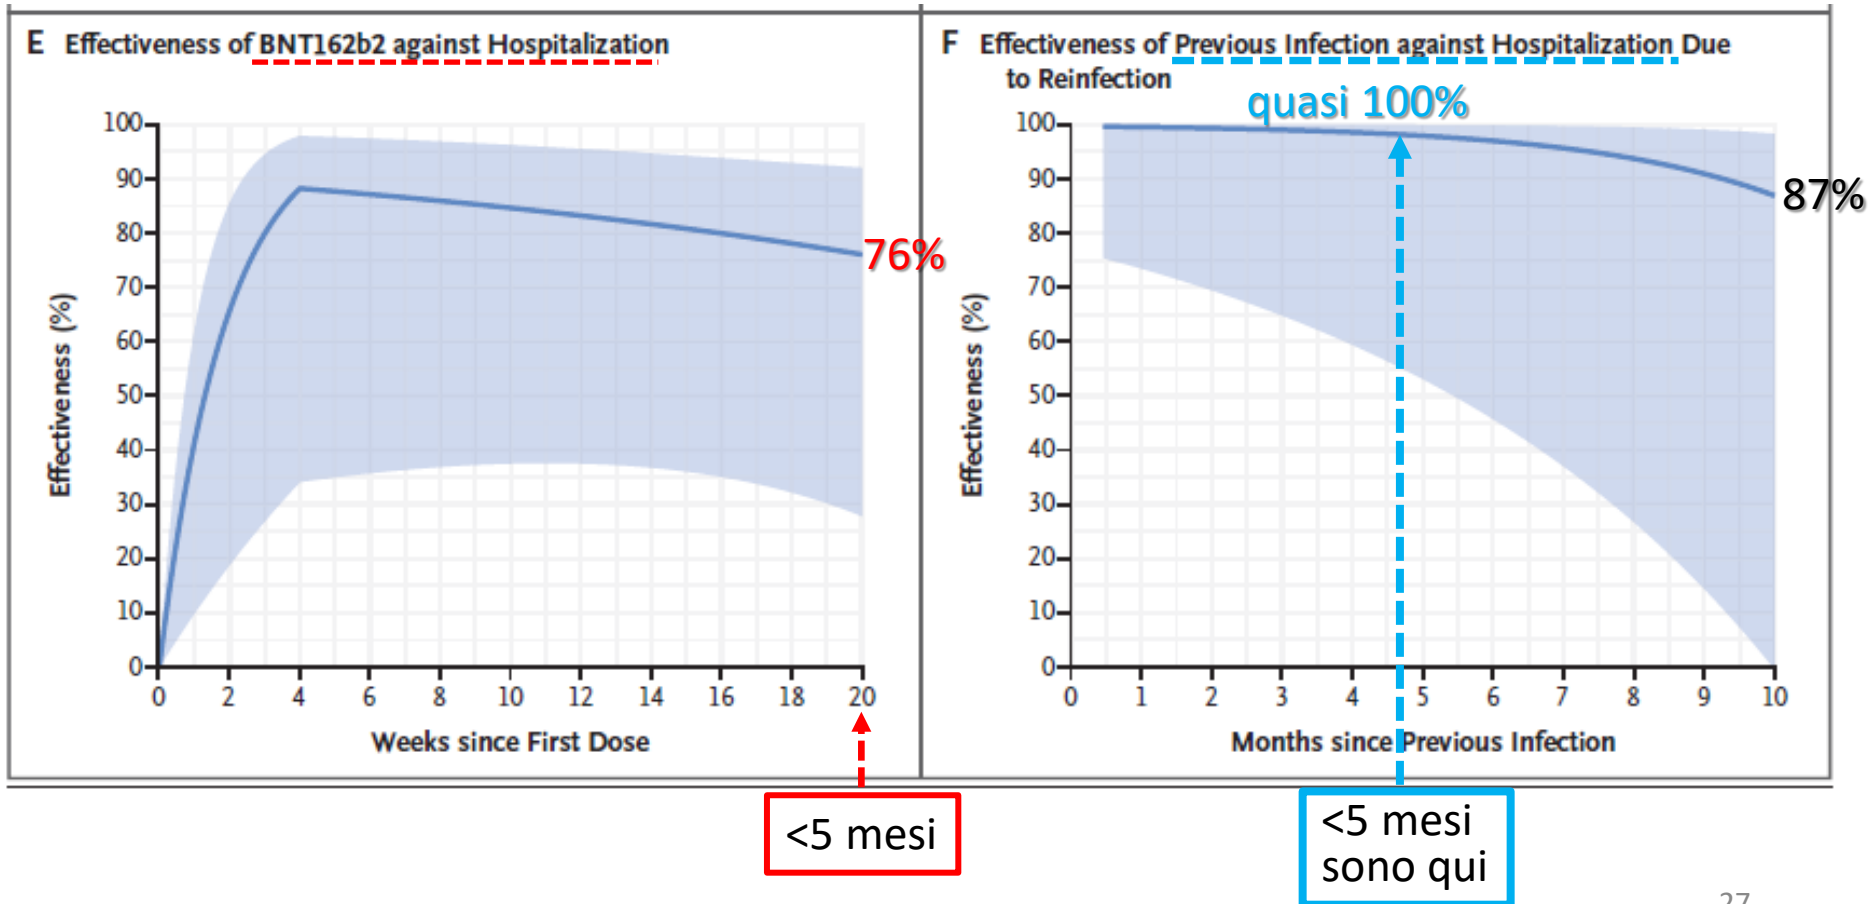 E Effectiveness of BNT162b2 against Hospitalization
100
90
80
70
60
50
40
30
20
10
0
Effectiveness (%)
0 2 4 6 8 10 12 14 16 18 20
Weeks since First Dose
76%
<5 mesi
F Effectiveness of Previous Infection against Hospitalization Due
to Reinfection
quasi 100%
100
90
80
70
60
50
40
30
20
10
0
Effectiveness (%)
0 1 2 3 4 5 6 7 8 9 10
Months since Previous Infection
87%
<5 mesi
sono qui
27